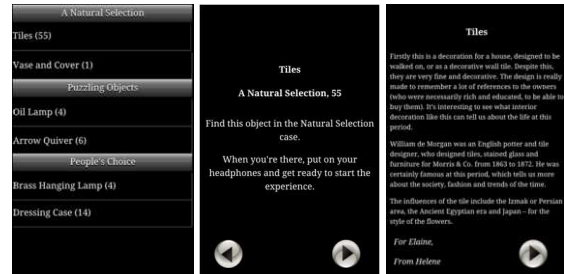 A Natural Selection
Tiles (55)
Vase and Cover (1)
Puzzling Objects
Oil Lamp (4)
Arrow Quiver (6)
People's Choice
Brass Hanging Lamp (4)
Dressing Case (14)
Tiles
A Natural Selection, 55
Find this object in the Natural Selection
case.
When you're there, put on your
headphones and get ready to start the
experience.
Tiles
Firstly this is a decoration for a house, designed to be
walked on, or as a decorative wall tile. Despite this,
they are very fine and decorative. The design is really
made to remember a lot of references to the owners
(who were necessarily rich and educated, to be able to
buy them). It's interesting to see what interior
decoration like this can tell us about the life at this
period.
William de Morgan was an English potter and tile
designer, who designed tiles, stained glass and
furniture for Morris & Co. from 1863 to 1872. He was
certainly famous at this period, which tells us more
about the society, fashion and trends of the time.
The influences of the tile include the Izmak or Persian
area, the Ancient Egyptian era and Japan – for the
style of the flowers.
For Elaine,
From Helene